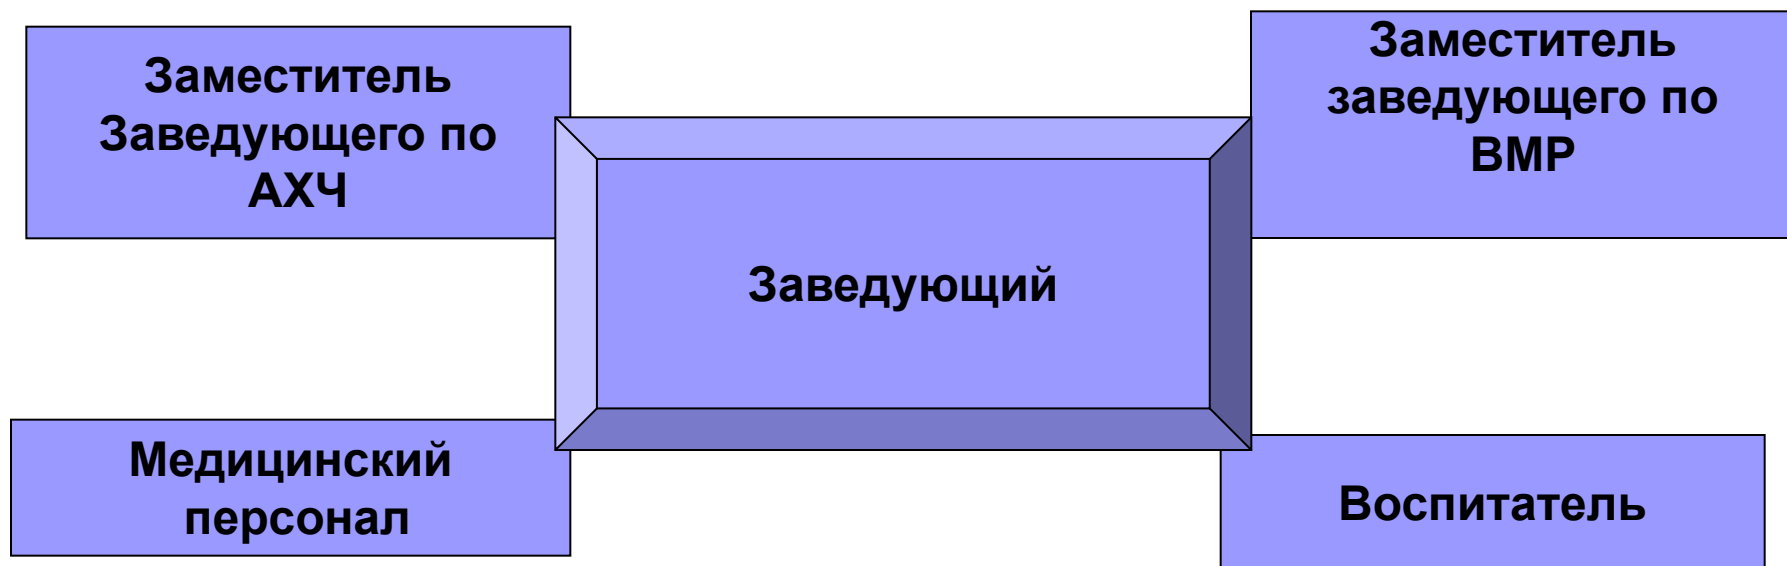 Заместитель
Заведующего по
АХЧ
Заместитель
заведующего по
ВМР
Заведующий
Медицинский
персонал
Воспитатель